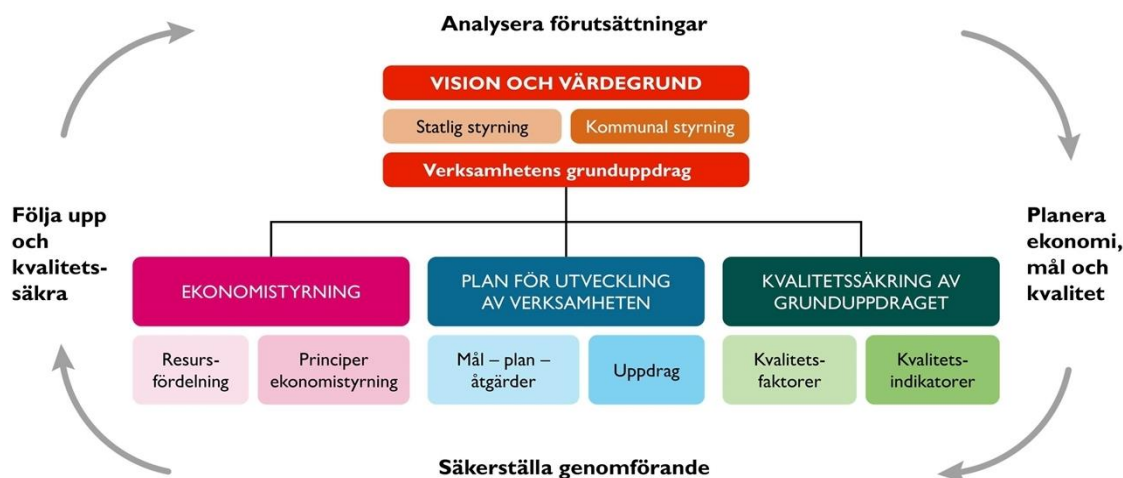 Analysera förutsättningar
VISION OCH VÄRDEGRUND
Statlig styrning
Kommunal styrning
Verksamhetens grunduppdrag
Följa upp
och
kvalitets-
säkra
Planera
ekonomi,
mål och
kvalitet
EKONOMISTYRNING
PLAN FÖR UTVECKLING
AV VERKSAMHETEN
KVALITETSSÄKRING AV
GRUNDUPPDRAGET
Resurs-
fördelning
Principer
ekonomistyrning
Mål – plan –
åtgärder
Uppdrag
Kvalitets-
faktorer
Kvalitets-
indikatorer
Säkerställa genomförande